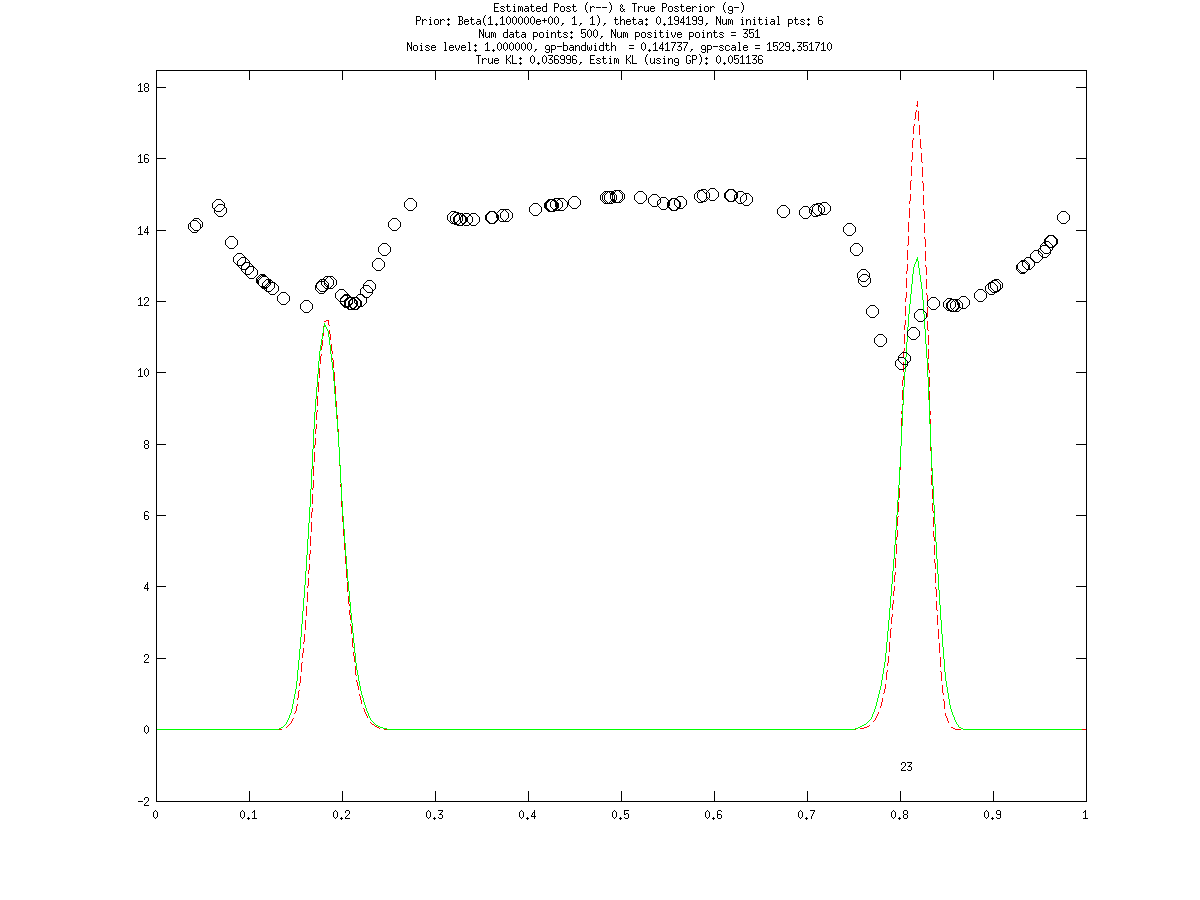 Estimated Post (r--) & True Posterior (g-)
Prior: Beta(1.100000e+00, 1, 1), theta: 0.194199, Num initial pts: 6
Num data points: 500, Num positive points = 351
Noise level: 1.000000, gp-bandwidth  = 0.141737, gp-scale = 1529.351710
True KL: 0.036996, Estim KL (using GP): 0.051136
18
16
14
12
10
8
6
4
2
0
-2
23
0 0.1 0.2 0.3 0.4 0.5 0.6 0.7 0.8 0.9 1